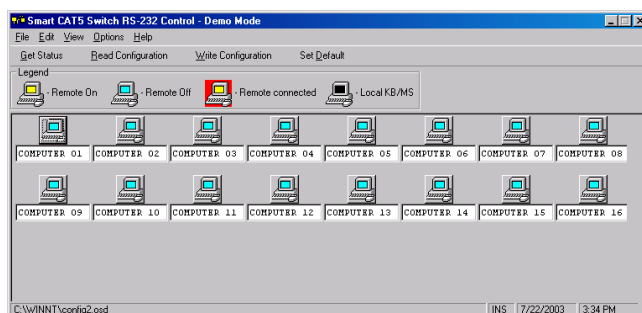 Smart CAT5 Switch RS-232 Control - Demo Mode
File Edit View Options Help
Get Status Read Configuration Write Configuration Set Default
Legend
- Remote On - Remote Off - Remote connected - Local KB/MS
COMPUTER 01 COMPUTER 02 COMPUTER 03 COMPUTER 04 COMPUTER 05 COMPUTER 06 COMPUTER 07 COMPUTER 08
COMPUTER 09 COMPUTER 10 COMPUTER 11 COMPUTER 12 COMPUTER 13 COMPUTER 14 COMPUTER 15 COMPUTER 16
C:\WINNT\config2.osd INS 7/22/2003 3:34 PM